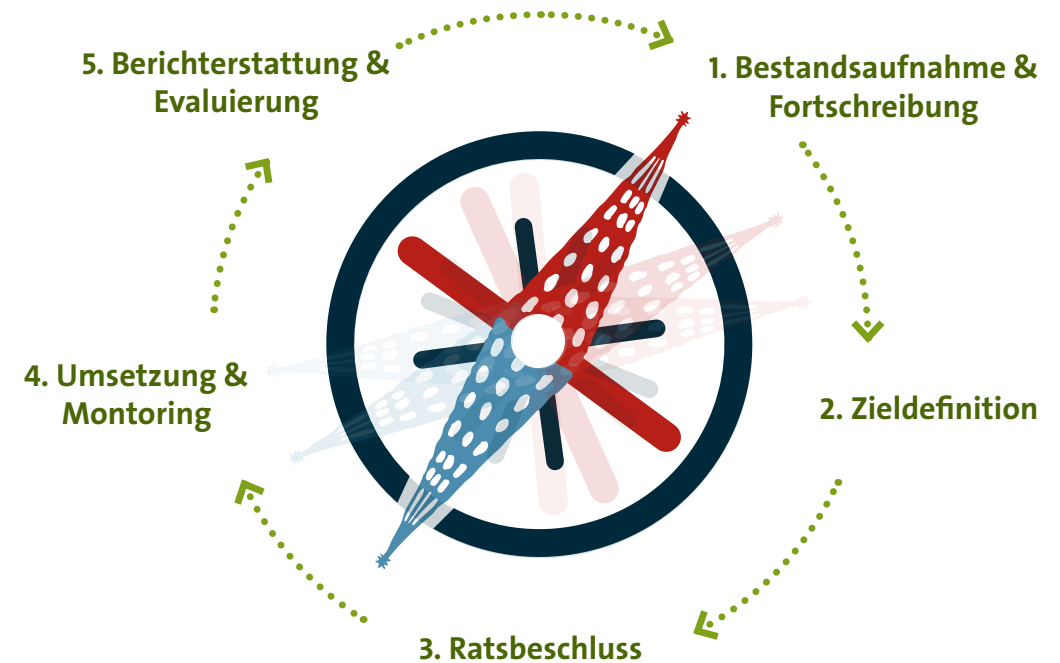 1. Bestandsaufnahme &
Fortschreibung
2. Zieldefinition
3. Ratsbeschluss
4. Umsetzung &
Montoring
5. Berichterstattung &
Evaluierung